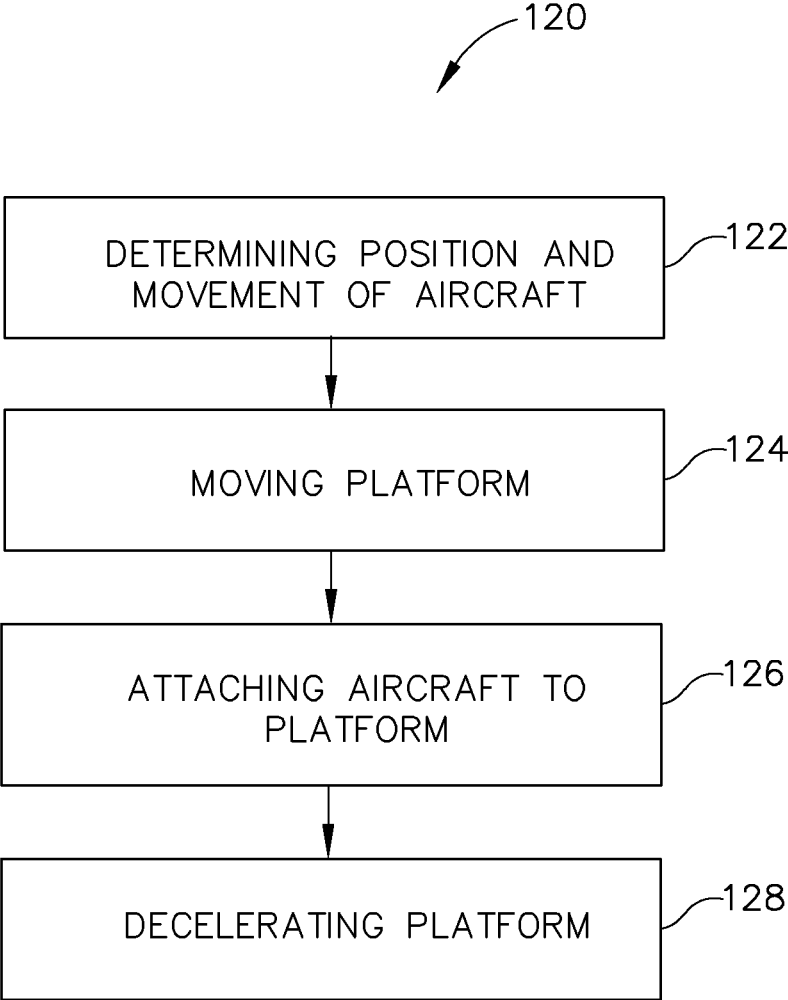 120
DETERMINING POSITION AND
MOVEMENT OF AIRCRAFT
122
MOVING PLATFORM
124
ATTACHING AIRCRAFT TO
PLATFORM
126
DECELERATING PLATFORM
128